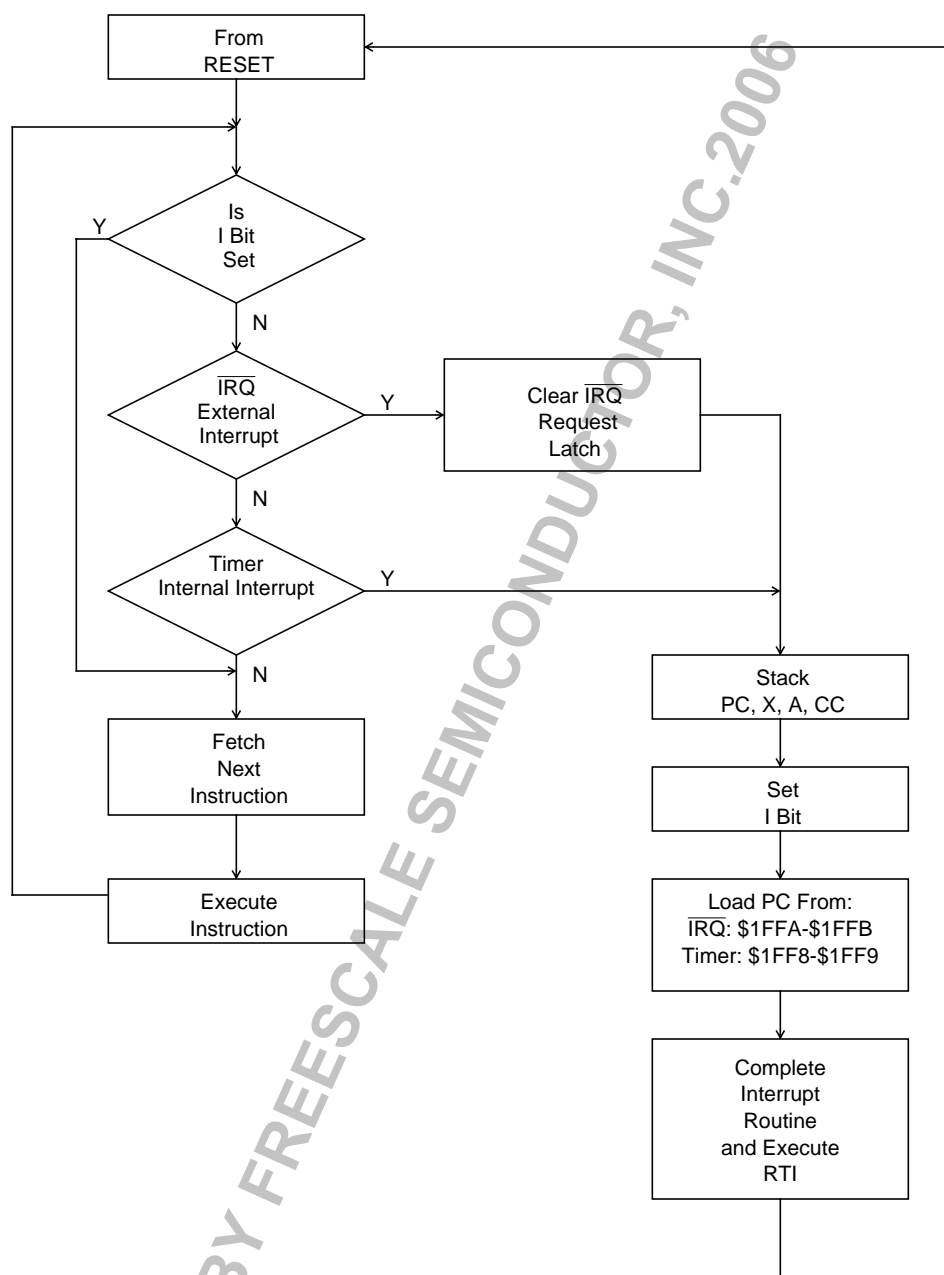 From
RESET
Is
I Bit
Set
Y
N
IRQ
External
Interrupt
Y
Clear IRQ
Request
Latch
N
Timer
Internal Interrupt
Y
N
Stack
PC, X, A, CC
Fetch
Next
Instruction
Set
I Bit
Execute
Instruction
Load PC From:
IRQ: $1FFA-$1FFB
Timer: $1FF8-$1FF9
Complete
Interrupt
Routine
and Execute
RTI
BY FREESCALE SEMICONDUCTOR, INC.2006